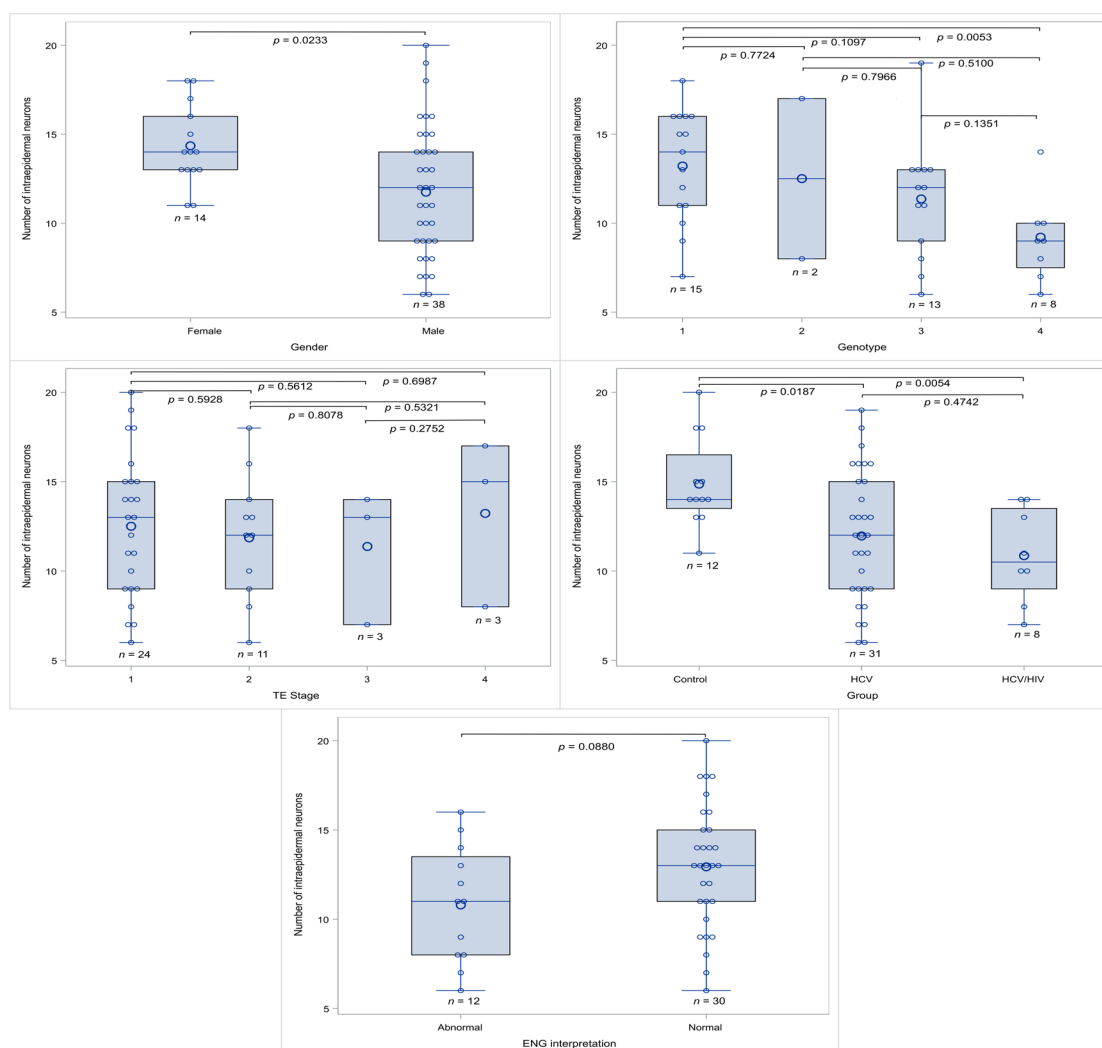 Number of intraepidermal neurons
20
15
10
5
p = 0.0233
n = 14
n = 38
Female
Male
Gender
Number of intraepidermal neurons
20
15
10
5
p = 0.0053
p = 0.1097
p = 0.7724
p = 0.5100
p = 0.7966
p = 0.1351
n = 15
n = 2
n = 13
n = 8
1
2
3
4
Genotype
Number of intraepidermal neurons
20
15
10
5
p = 0.6987
p = 0.5612
p = 0.5928
p = 0.5321
p = 0.8078
p = 0.2752
n = 24
n = 11
n = 3
n = 3
1
2
3
4
TE Stage
Number of intraepidermal neurons
20
15
10
5
p = 0.0054
p = 0.0187
p = 0.4742
n = 12
n = 31
n = 8
Control
HCV
HCV/HIV
Group
Number of intraepidermal neurons
20
15
10
5
p = 0.0880
n = 12
n = 30
Abnormal
Normal
ENG interpretation